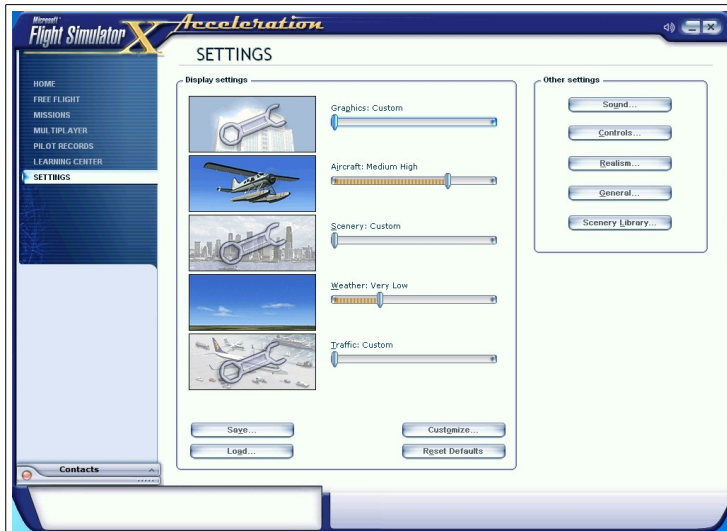 Microsoft
Flight Simulator X
Acceleration
SETTINGS
HOME
FREE FLIGHT
MISSIONS
MULTIPLAYER
PILOT RECORDS
LEARNING CENTER
SETTINGS
Display settings
Graphics: Custom
Aircraft: Medium High
Scenery: Custom
Weather: Very Low
Traffic: Custom
Save...
Customize...
Load...
Reset Defaults
Other settings
Sound...
Controls...
Realism...
General...
Scenery Library...
Contacts